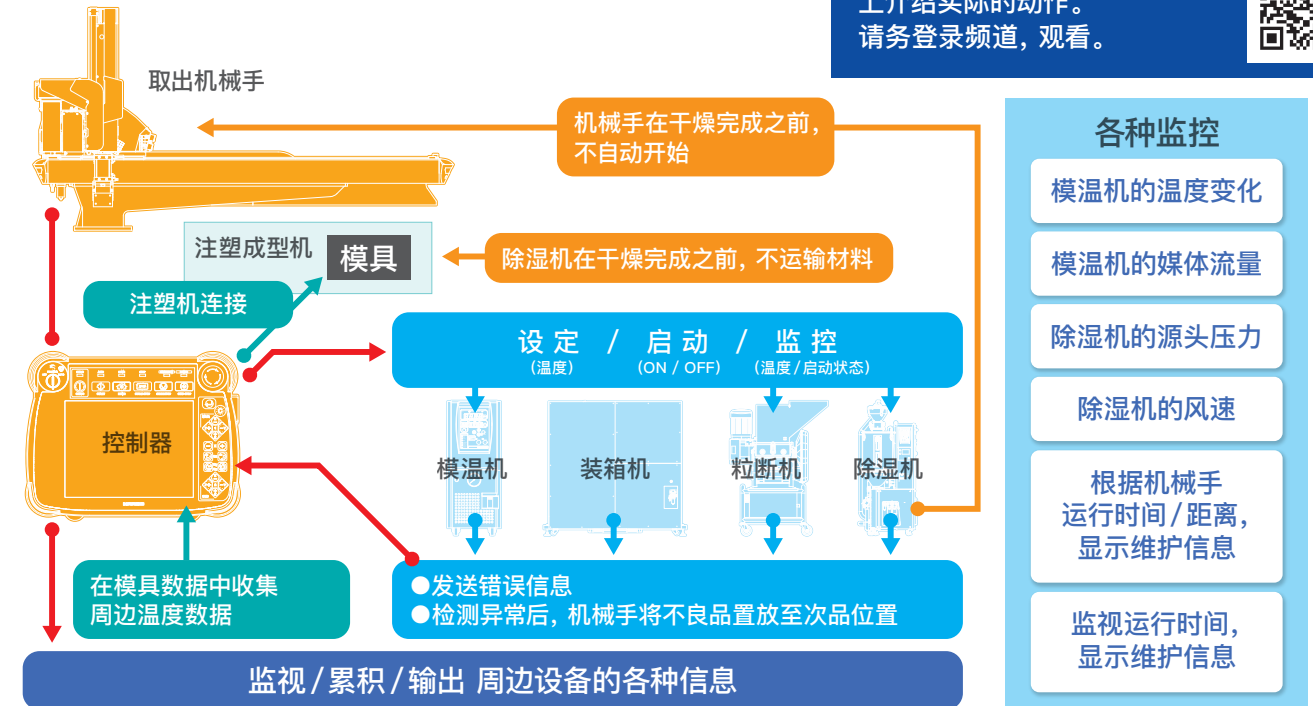 上介绍实际的动作。
请务登录频道, 观看。
取出机械手
机械手在干燥完成之前,
不自动开始
注塑成型机
模具
除湿机在干燥完成之前, 不运输材料
注塑机连接
设定 / 启动 / 监控
(温度) (ON / OFF) (温度/启动状态)
控制器
模温机
装箱机
粒断机
除湿机
在模具数据中收集
周边温度数据
●发送错误信息
●检测异常后, 机械手将不良品置放至次品位置
监视/累积/输出 周边设备的各种信息
各种监控
模温机的温度变化
模温机的媒体流量
除湿机的源头压力
除湿机的风速
根据机械手
运行时间/距离,
显示维护信息
监视运行时间,
显示维护信息